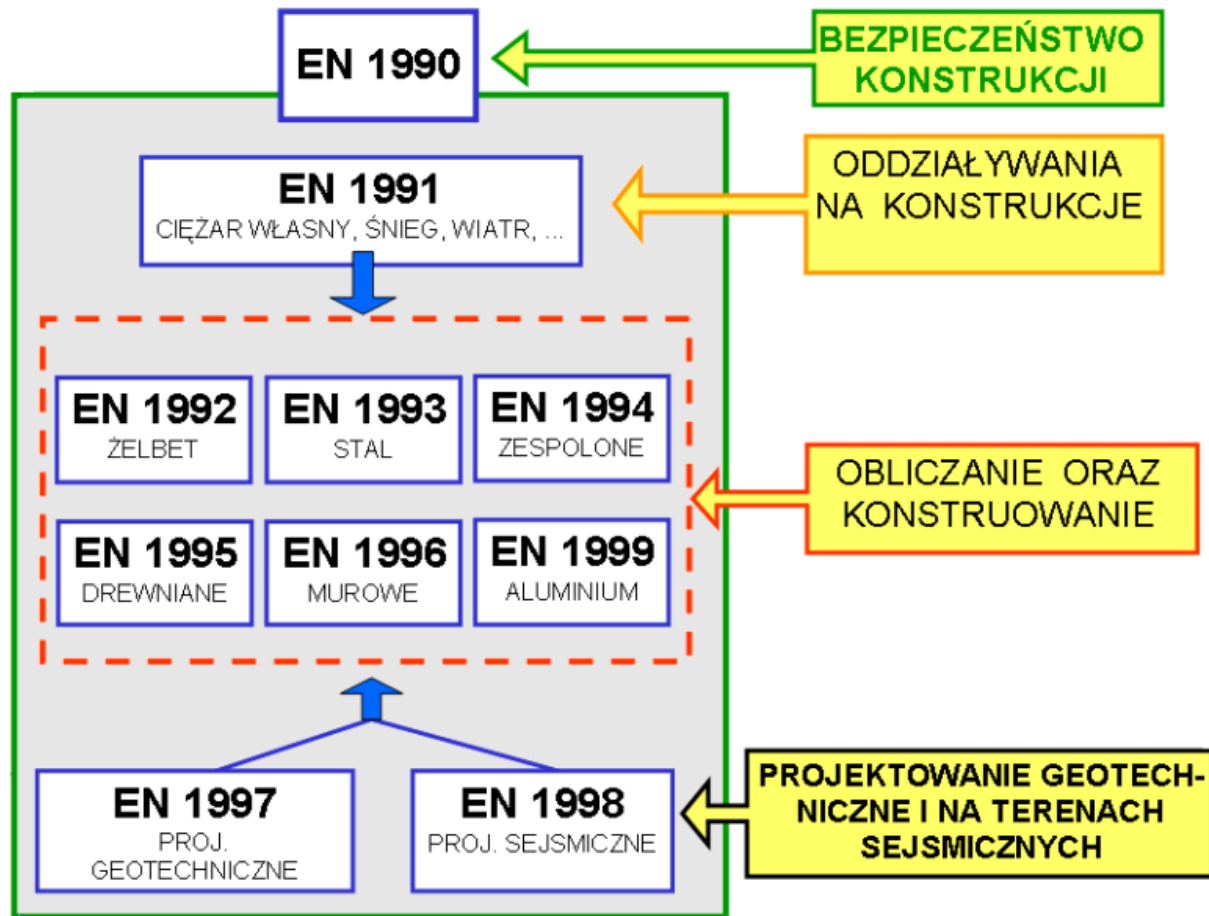 EN 1990
BEZPIECZEŃSTWO
KONSTRUKCJI
EN 1991
CIĘŻAR WŁASNY, ŚNIEG, WIATR, ...
ODDZIAŁYWANIA
NA KONSTRUKCJE
EN 1992
ŻELBET
EN 1993
STAL
EN 1994
ZESPOLONE
EN 1995
DREWNIANE
EN 1996
MUROWE
EN 1999
ALUMINIUM
OBLICZANIE ORAZ
KONSTRUOWANIE
EN 1997
PROJ.
GEOTECHNICZNE
EN 1998
PROJ. SEJSMICZNE
PROJEKTOWANIE GEOTECH-
NICZNE I NA TERENACH
SEJSMICZNYCH